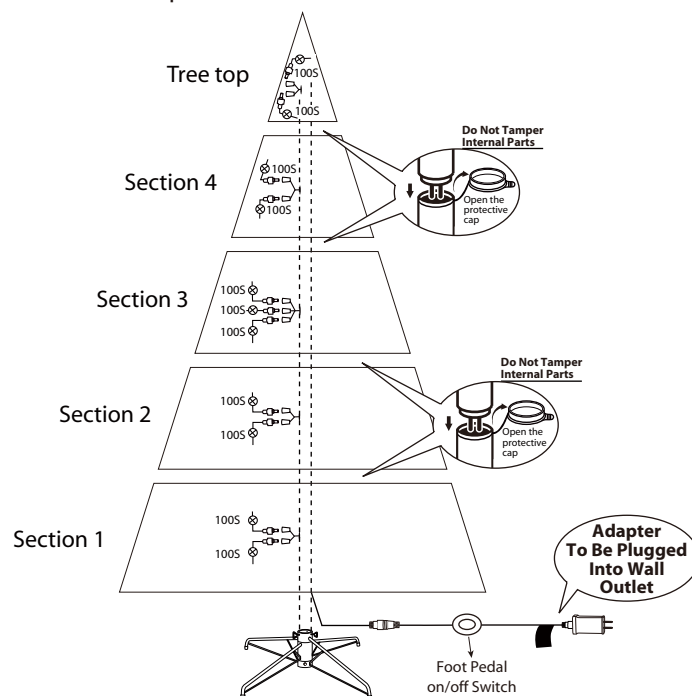 Tree top
100S
100S
Do Not Tamper
Internal Parts
Section 4
100S
100S
Open the
protective
cap
Section 3
100S
100S
100S
Do Not Tamper
Internal Parts
Section 2
100S
100S
Open the
protective
cap
Section 1
100S
100S
Adapter
To Be Plugged
Into Wall
Outlet
Foot Pedal
on/off Switch